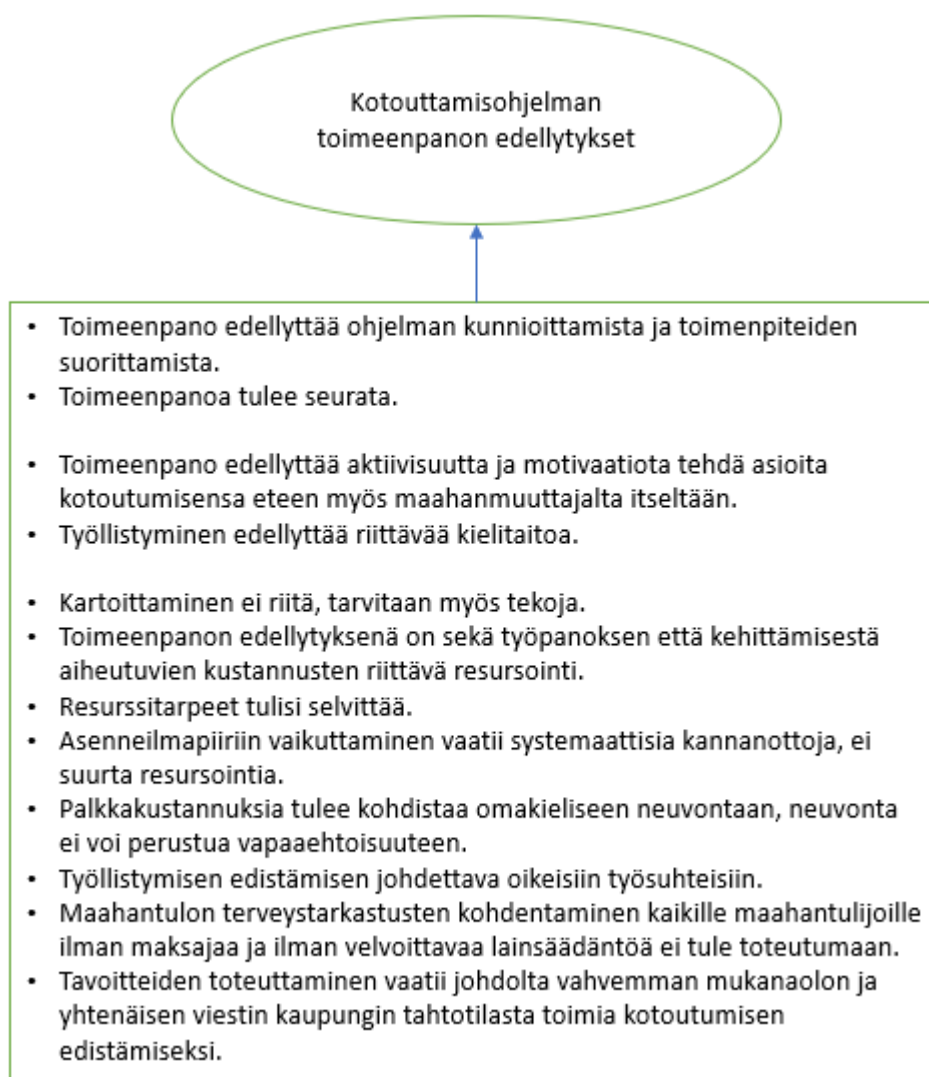 Kotouttamisohjelman
toimeenpanon edellytykset
• Toimeenpano edellyttää ohjelman kunnioittamista ja toimenpiteiden
suorittamista.
• Toimeenpanoa tulee seurata.
• Toimeenpano edellyttää aktiivisuutta ja motivaatiota tehdä asioita
kotoutumisensa eteen myös maahanmuuttajalta itseltään.
• Työllistyminen edellyttää riittävää kielitaitoa.
• Kartoittaminen ei riitä, tarvitaan myös tekoja.
• Toimeenpanon edellytyksenä on sekä työpanoksen että kehittämisestä
aiheutuvien kustannusten riittävä resursointi.
• Resurssitarpeet tulisi selvittää.
• Asenneilmapiiriin vaikuttaminen vaatii systemaattisia kannanottoja, ei
suurta resursointia.
• Palkkakustannuksia tulee kohdistaa omakieliseen neuvontaan, neuvonta
ei voi perustua vapaaehtoisuuteen.
• Työllistymisen edistämisen johdettava oikeisiin työsuhteisiin.
• Maahantulon terveystarkastusten kohdentaminen kaikille maahantulijoille
ilman maksajaa ja ilman velvoittavaa lainsäädäntöä ei tule toteutumaan.
• Tavoitteiden toteuttaminen vaatii johdolta vahvemman mukanaolon ja
yhtenäisen viestin kaupungin tahtotilasta toimia kotoutumisen
edistämiseksi.